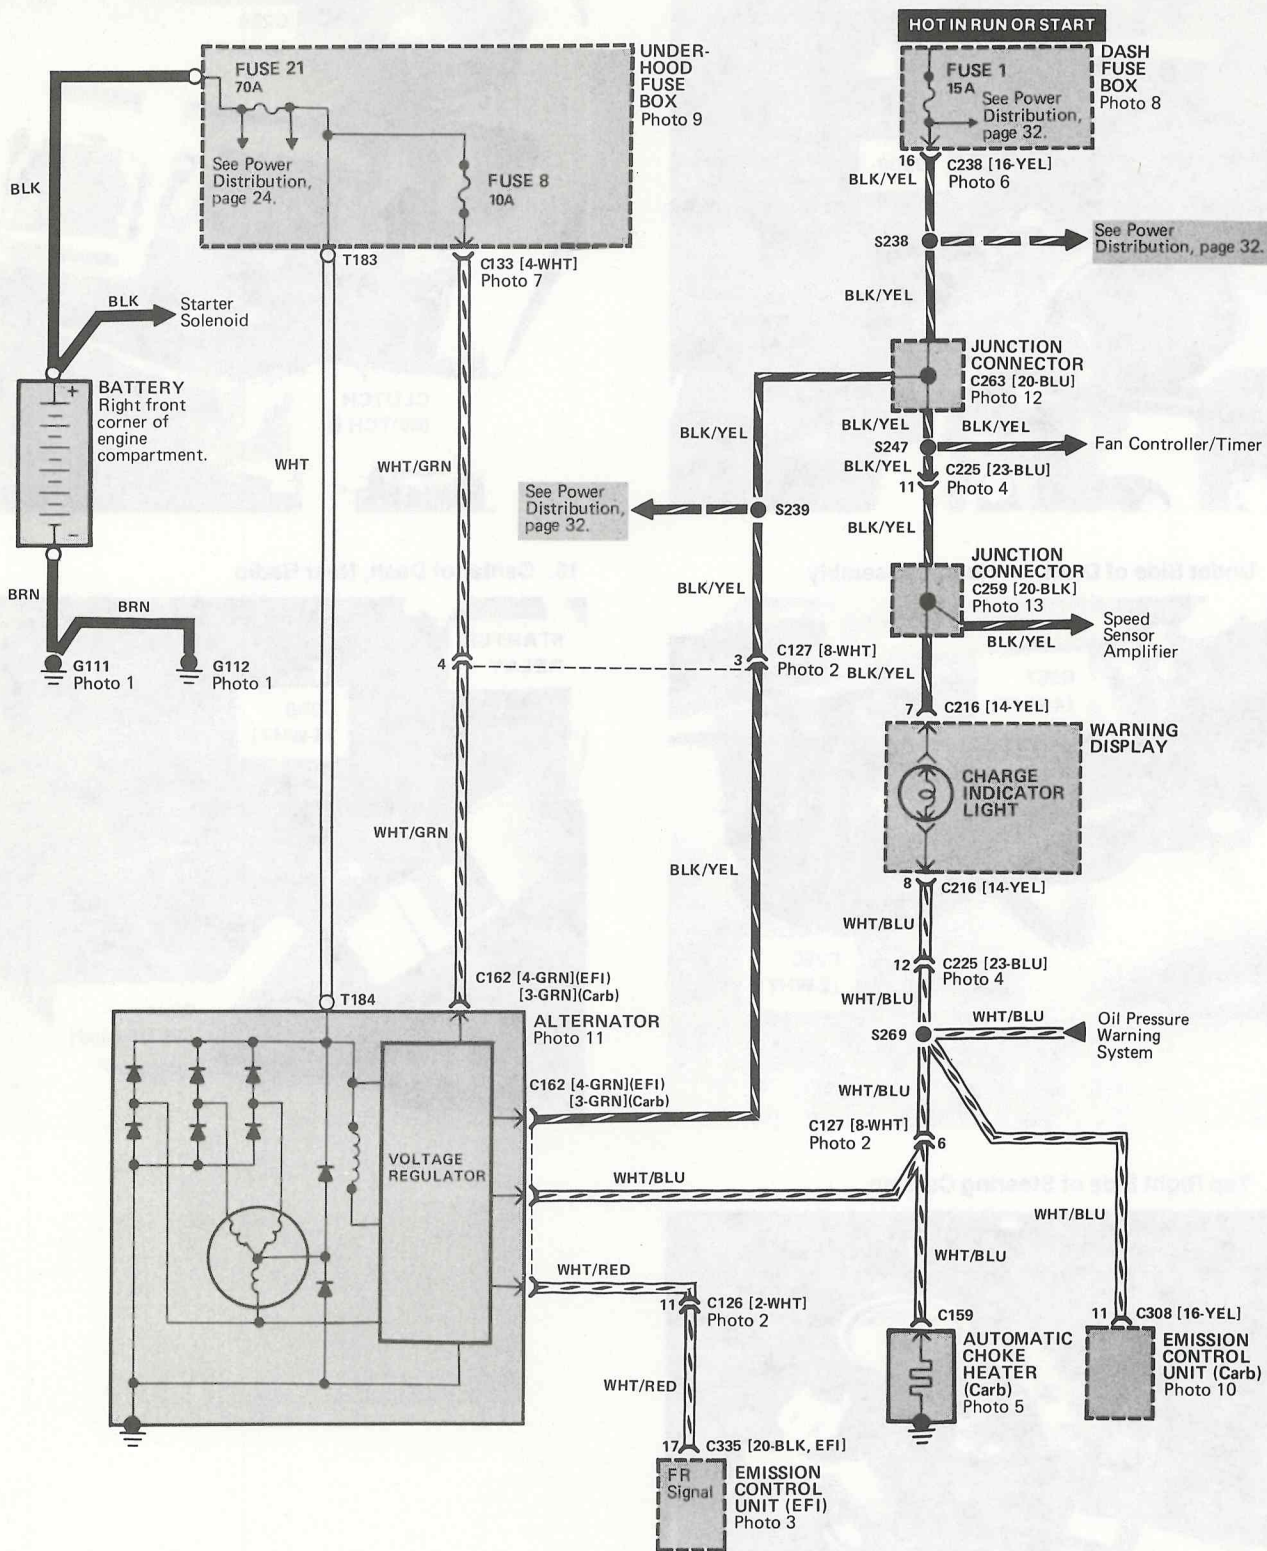 HOT IN RUN OR START
UNDER-
HOOD
FUSE
BOX
Photo 9
FUSE 21
70A
See Power
Distribution,
page 24.
FUSE 8
10A
DASH
FUSE
BOX
Photo 8
FUSE 1
15A
See Power
Distribution,
page 32.
16
C238 [16-YEL]
Photo 6
BLK/YEL
BLK
T183
C133 [4-WHT]
Photo 7
S238
See Power
Distribution, page 32.
BLK
Starter
Solenoid
BLK/YEL
JUNCTION
CONNECTOR
C263 [20-BLU]
Photo 12
+
BATTERY
Right front
corner of
engine
compartment.
−
BLK/YEL
BLK/YEL
BLK/YEL
S247
Fan Controller/Timer
WHT
WHT/GRN
BLK/YEL
C225 [23-BLU]
11
Photo 4
See Power
Distribution,
page 32.
S239
BLK/YEL
JUNCTION
CONNECTOR
C259 [20-BLK]
Photo 13
BRN
BRN
BLK/YEL
Speed
Sensor
Amplifier
BLK/YEL
G111
Photo 1
G112
Photo 1
4
3
C127 [8-WHT]
Photo 2
BLK/YEL
7
C216 [14-YEL]
WARNING
DISPLAY
CHARGE
INDICATOR
LIGHT
WHT/GRN
BLK/YEL
8
C216 [14-YEL]
WHT/BLU
12
C225 [23-BLU]
Photo 4
C162 [4-GRN](EFI)
[3-GRN](Carb)
T184
WHT/BLU
ALTERNATOR
Photo 11
S269
WHT/BLU
Oil Pressure
Warning
System
C162 [4-GRN](EFI)
[3-GRN](Carb)
WHT/BLU
C127 [8-WHT]
Photo 2
6
VOLTAGE
REGULATOR
WHT/BLU
WHT/BLU
WHT/BLU
WHT/RED
11
C126 [2-WHT]
Photo 2
C159
11
C308 [16-YEL]
AUTOMATIC
CHOKE
HEATER
(Carb)
Photo 5
EMISSION
CONTROL
UNIT (Carb)
Photo 10
WHT/RED
17
C335 [20-BLK, EFI]
FR
Signal
EMISSION
CONTROL
UNIT (EFI)
Photo 3